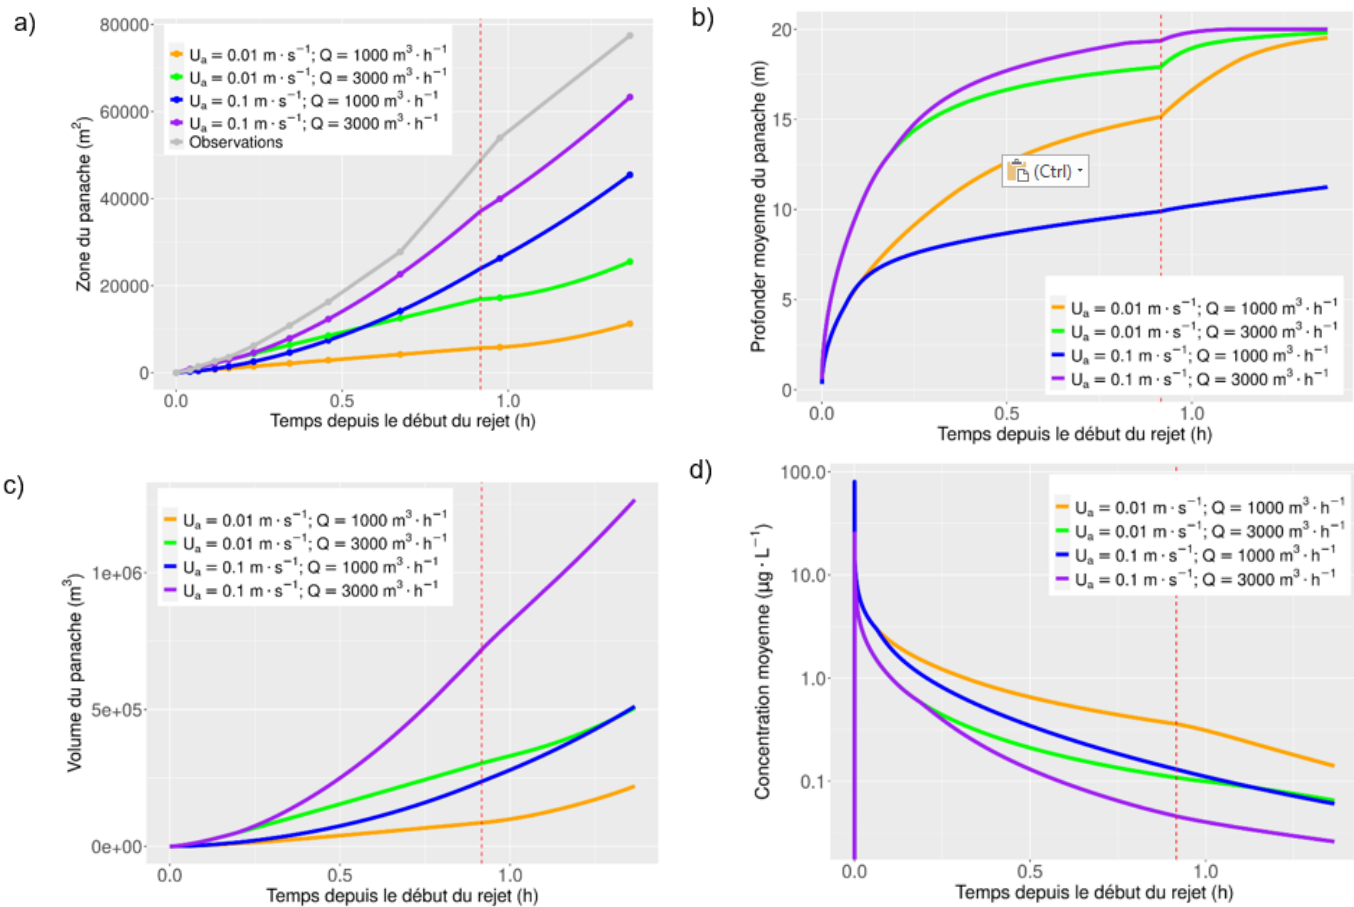 a)
80000
60000
40000
20000
0
Zone du panache (m²)
Uₐ = 0.01 m · s⁻¹; Q = 1000 m³ · h⁻¹
Uₐ = 0.01 m · s⁻¹; Q = 3000 m³ · h⁻¹
Uₐ = 0.1 m · s⁻¹; Q = 1000 m³ · h⁻¹
Uₐ = 0.1 m · s⁻¹; Q = 3000 m³ · h⁻¹
Observations
0.0 0.5 1.0
Temps depuis le début du rejet (h)
b)
20
15
10
5
0
Profonder moyenne du panache (m)
(Ctrl)
Uₐ = 0.01 m · s⁻¹; Q = 1000 m³ · h⁻¹
Uₐ = 0.01 m · s⁻¹; Q = 3000 m³ · h⁻¹
Uₐ = 0.1 m · s⁻¹; Q = 1000 m³ · h⁻¹
Uₐ = 0.1 m · s⁻¹; Q = 3000 m³ · h⁻¹
0.0 0.5 1.0
Temps depuis le début du rejet (h)
c)
1e+06
5e+05
0e+00
Volume du panache (m³)
Uₐ = 0.01 m · s⁻¹; Q = 1000 m³ · h⁻¹
Uₐ = 0.01 m · s⁻¹; Q = 3000 m³ · h⁻¹
Uₐ = 0.1 m · s⁻¹; Q = 1000 m³ · h⁻¹
Uₐ = 0.1 m · s⁻¹; Q = 3000 m³ · h⁻¹
0.0 0.5 1.0
Temps depuis le début du rejet (h)
d)
100.0
10.0
1.0
0.1
Concentration moyenne (µg · L⁻¹)
Uₐ = 0.01 m · s⁻¹; Q = 1000 m³ · h⁻¹
Uₐ = 0.01 m · s⁻¹; Q = 3000 m³ · h⁻¹
Uₐ = 0.1 m · s⁻¹; Q = 1000 m³ · h⁻¹
Uₐ = 0.1 m · s⁻¹; Q = 3000 m³ · h⁻¹
0.0 0.5 1.0
Temps depuis le début du rejet (h)